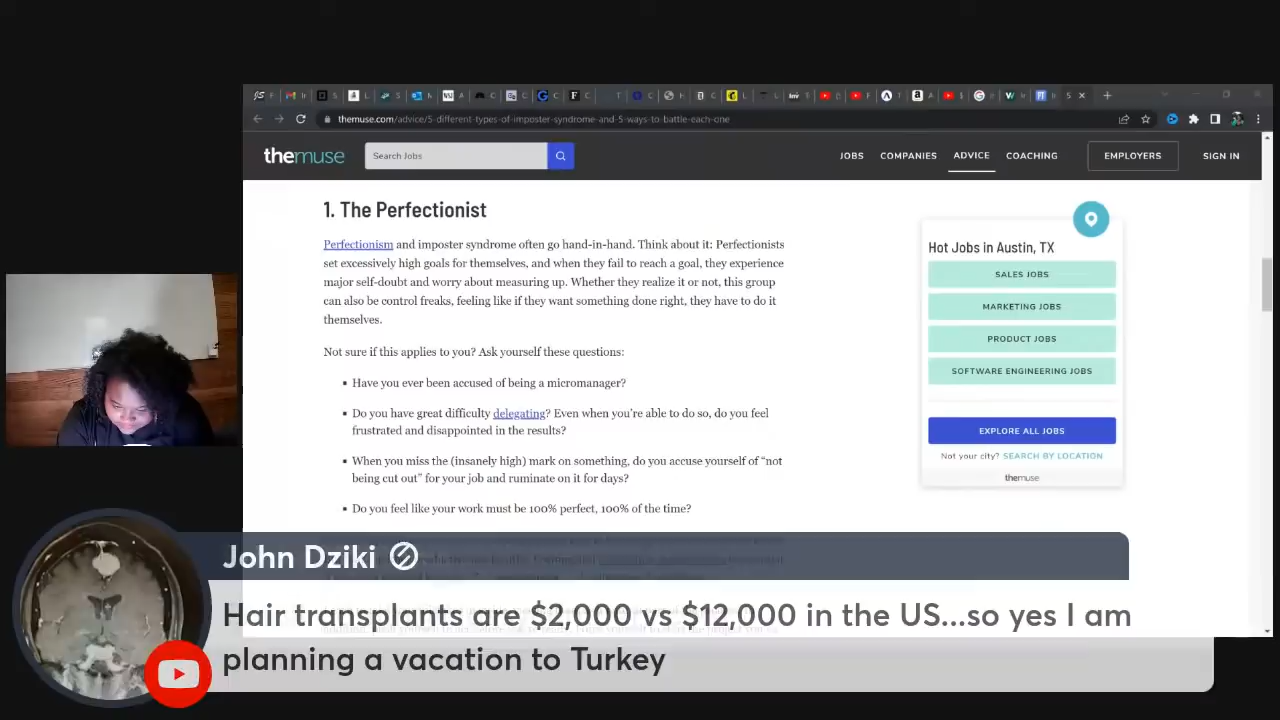 themuse.com/advice/5-different-types-of-imposter-syndrome-and-5-ways-to-battle-each-one
themuse
Search Jobs
JOBS
COMPANIES
ADVICE
COACHING
EMPLOYERS
SIGN IN
1. The Perfectionist
Perfectionism and imposter syndrome often go hand-in-hand. Think about it: Perfectionists
set excessively high goals for themselves, and when they fail to reach a goal, they experience
major self-doubt and worry about measuring up. Whether they realize it or not, this group
can also be control freaks, feeling like if they want something done right, they have to do it
themselves.
Not sure if this applies to you? Ask yourself these questions:
▪ Have you ever been accused of being a micromanager?
▪ Do you have great difficulty delegating? Even when you're able to do so, do you feel
frustrated and disappointed in the results?
▪ When you miss the (insanely high) mark on something, do you accuse yourself of “not
being cut out” for your job and ruminate on it for days?
▪ Do you feel like your work must be 100% perfect, 100% of the time?
Hot Jobs in Austin, TX
SALES JOBS
MARKETING JOBS
PRODUCT JOBS
SOFTWARE ENGINEERING JOBS
EXPLORE ALL JOBS
Not your city? SEARCH BY LOCATION
themuse
John Dziki
Hair transplants are $2,000 vs $12,000 in the US...so yes I am
planning a vacation to Turkey